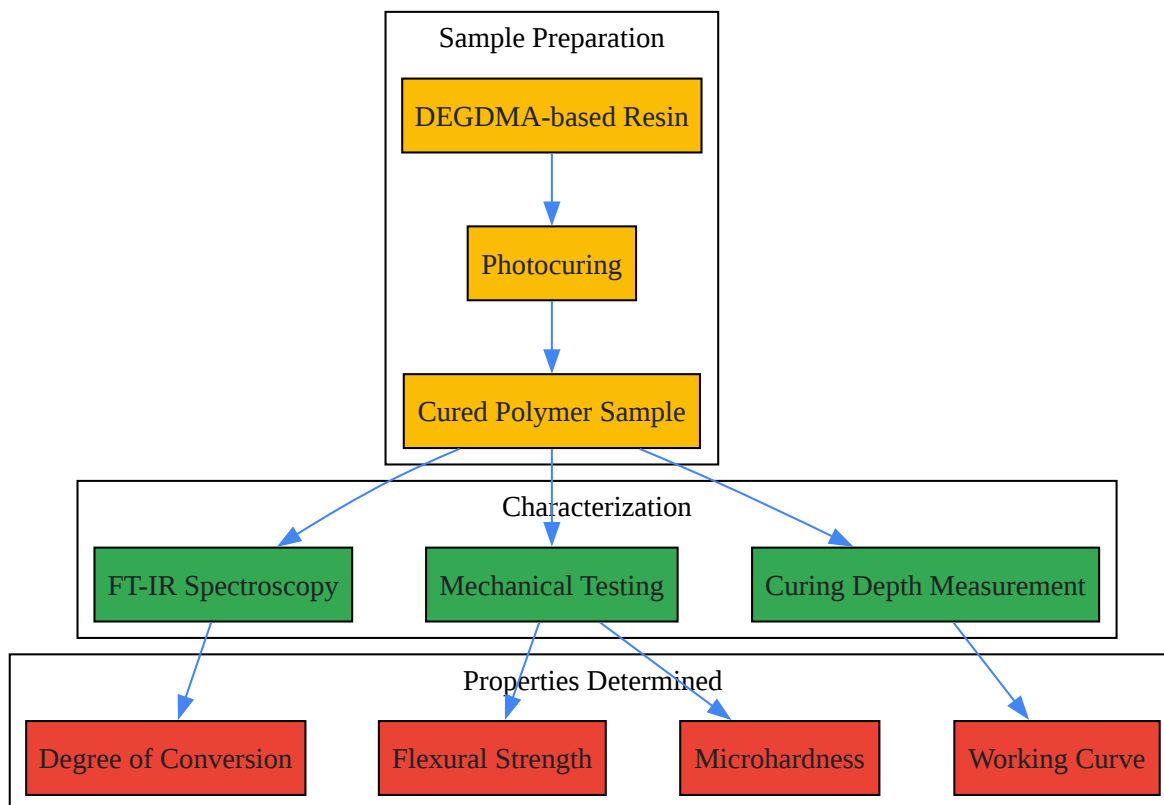 Sample Preparation
DEGDMA-based Resin
Photocuring
Cured Polymer Sample
Characterization
FT-IR Spectroscopy
Mechanical Testing
Curing Depth Measurement
Properties Determined
Degree of Conversion
Flexural Strength
Microhardness
Working Curve